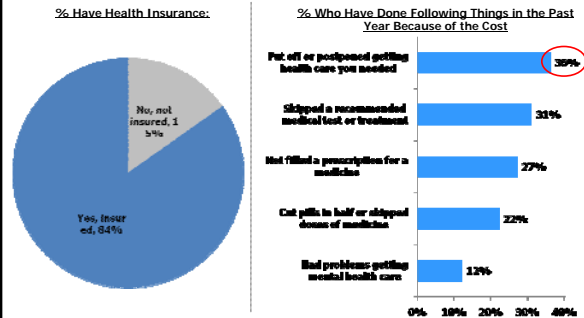 % Have Health Insurance:
No, not
insured, 1
5%
Yes, insur
ed, 84%
% Who Have Done Following Things in the Past
Year Because of the Cost
Put off or postponed getting
health care you needed
36%
Skipped a recommended
medical test or treatment
31%
Not filled a prescription for a
medicine
27%
Cut pills in half or skipped
doses of medicine
22%
Had problems getting
mental health care
12%
0% 10% 20% 30% 40%